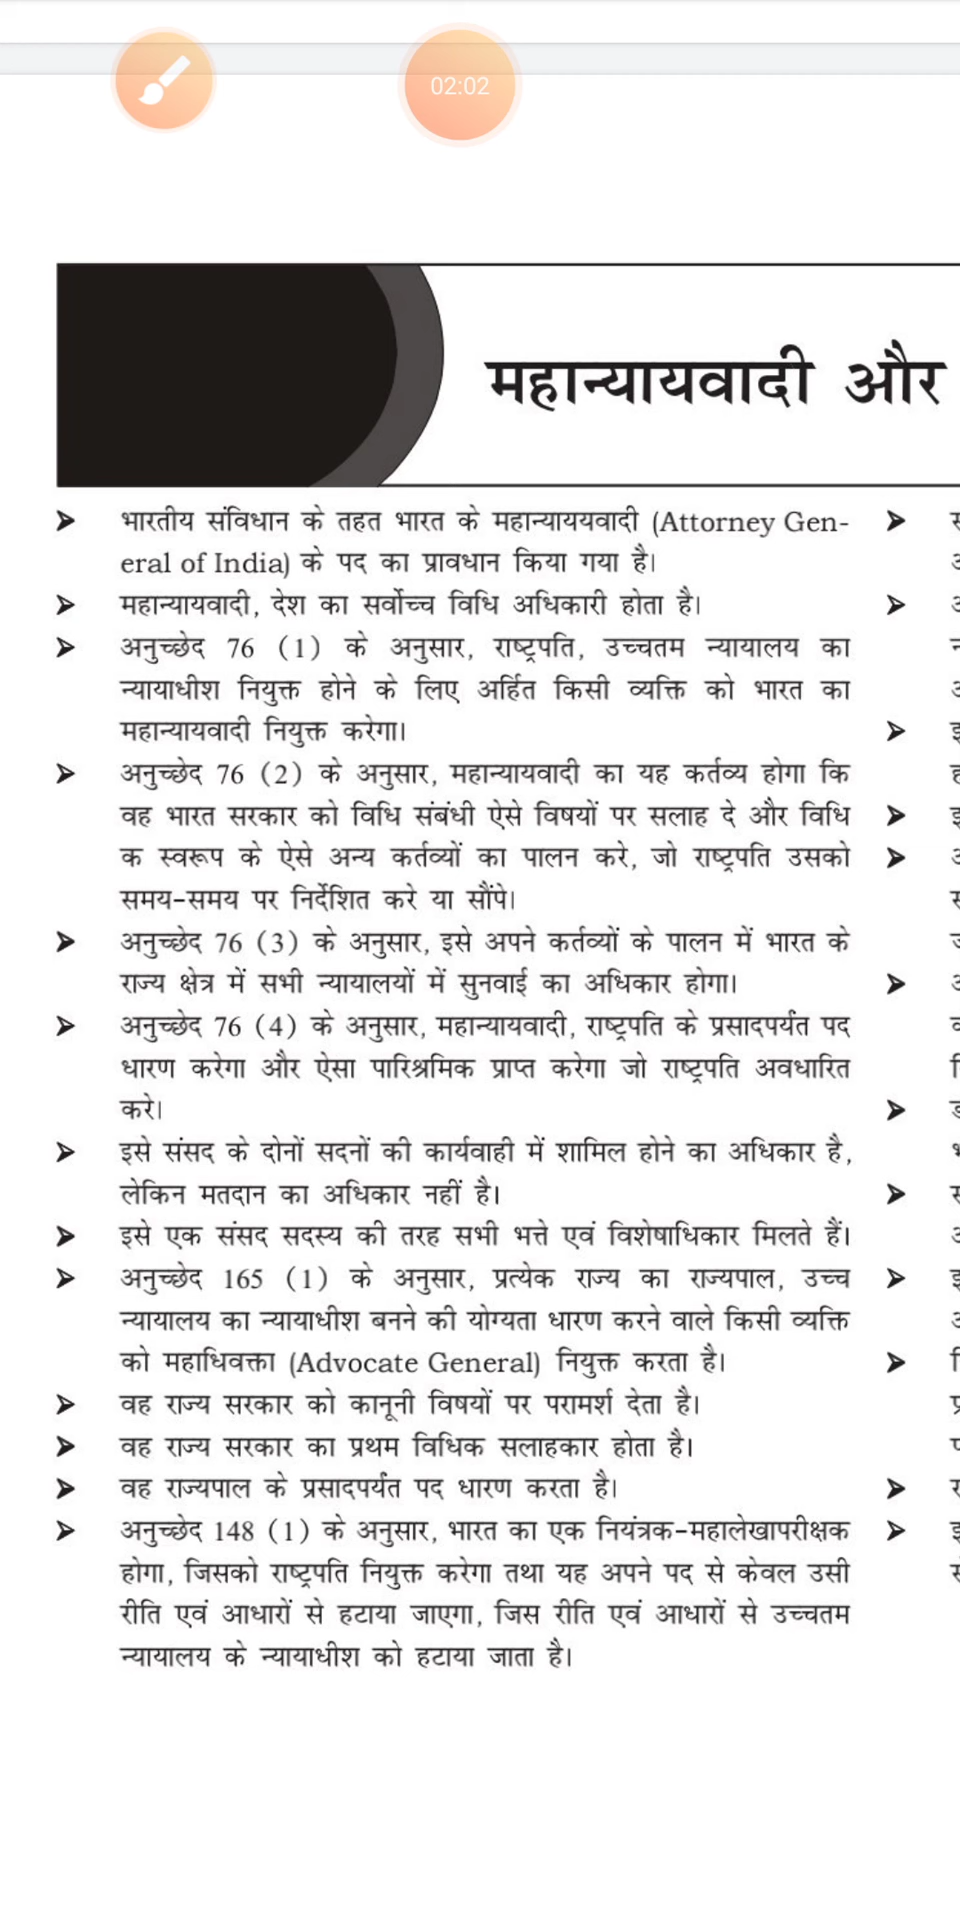 02:02
महान्यायवादी और
➤ भारतीय संविधान के तहत भारत के महान्याययवादी (Attorney Gen-
eral of India) के पद का प्रावधान किया गया है।
➤ महान्यायवादी, देश का सर्वोच्च विधि अधिकारी होता है।
➤ अनुच्छेद 76 (1) के अनुसार, राष्ट्रपति, उच्चतम न्यायालय का
न्यायाधीश नियुक्त होने के लिए अर्हित किसी व्यक्ति को भारत का
महान्यायवादी नियुक्त करेगा।
➤ अनुच्छेद 76 (2) के अनुसार, महान्यायवादी का यह कर्तव्य होगा कि
वह भारत सरकार को विधि संबंधी ऐसे विषयों पर सलाह दे और विधि
क स्वरूप के ऐसे अन्य कर्तव्यों का पालन करे, जो राष्ट्रपति उसको
समय-समय पर निर्देशित करे या सौंपे।
➤ अनुच्छेद 76 (3) के अनुसार, इसे अपने कर्तव्यों के पालन में भारत के
राज्य क्षेत्र में सभी न्यायालयों में सुनवाई का अधिकार होगा।
➤ अनुच्छेद 76 (4) के अनुसार, महान्यायवादी, राष्ट्रपति के प्रसादपर्यंत पद
धारण करेगा और ऐसा पारिश्रमिक प्राप्त करेगा जो राष्ट्रपति अवधारित
करे।
➤ इसे संसद के दोनों सदनों की कार्यवाही में शामिल होने का अधिकार है,
लेकिन मतदान का अधिकार नहीं है।
➤ इसे एक संसद सदस्य की तरह सभी भत्ते एवं विशेषाधिकार मिलते हैं।
➤ अनुच्छेद 165 (1) के अनुसार, प्रत्येक राज्य का राज्यपाल, उच्च
न्यायालय का न्यायाधीश बनने की योग्यता धारण करने वाले किसी व्यक्ति
को महाधिवक्ता (Advocate General) नियुक्त करता है।
➤ वह राज्य सरकार को कानूनी विषयों पर परामर्श देता है।
➤ वह राज्य सरकार का प्रथम विधिक सलाहकार होता है।
➤ वह राज्यपाल के प्रसादपर्यंत पद धारण करता है।
➤ अनुच्छेद 148 (1) के अनुसार, भारत का एक नियंत्रक-महालेखापरीक्षक
होगा, जिसको राष्ट्रपति नियुक्त करेगा तथा यह अपने पद से केवल उसी
रीति एवं आधारों से हटाया जाएगा, जिस रीति एवं आधारों से उच्चतम
न्यायालय के न्यायाधीश को हटाया जाता है।